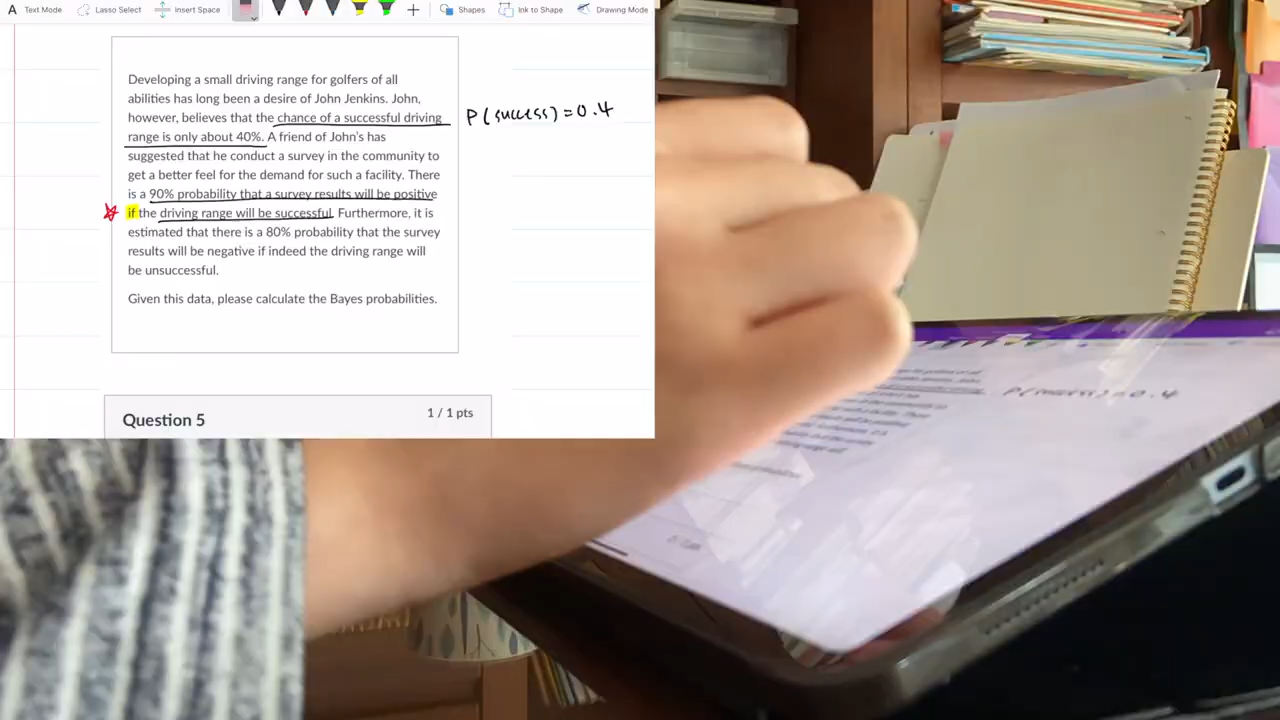 A Text Mode Lasso Select Insert Space Shapes Ink to Shape Drawing Mode
Developing a small driving range for golfers of all
abilities has long been a desire of John Jenkins. John,
however, believes that the chance of a successful driving
range is only about 40%. A friend of John's has
suggested that he conduct a survey in the community to
get a better feel for the demand for such a facility. There
is a 90% probability that a survey results will be positive
if the driving range will be successful. Furthermore, it is
estimated that there is a 80% probability that the survey
results will be negative if indeed the driving range will
be unsuccessful.
Given this data, please calculate the Bayes probabilities.
P(success)=0.4
Question 5
1 / 1 pts
P(success)=0.4